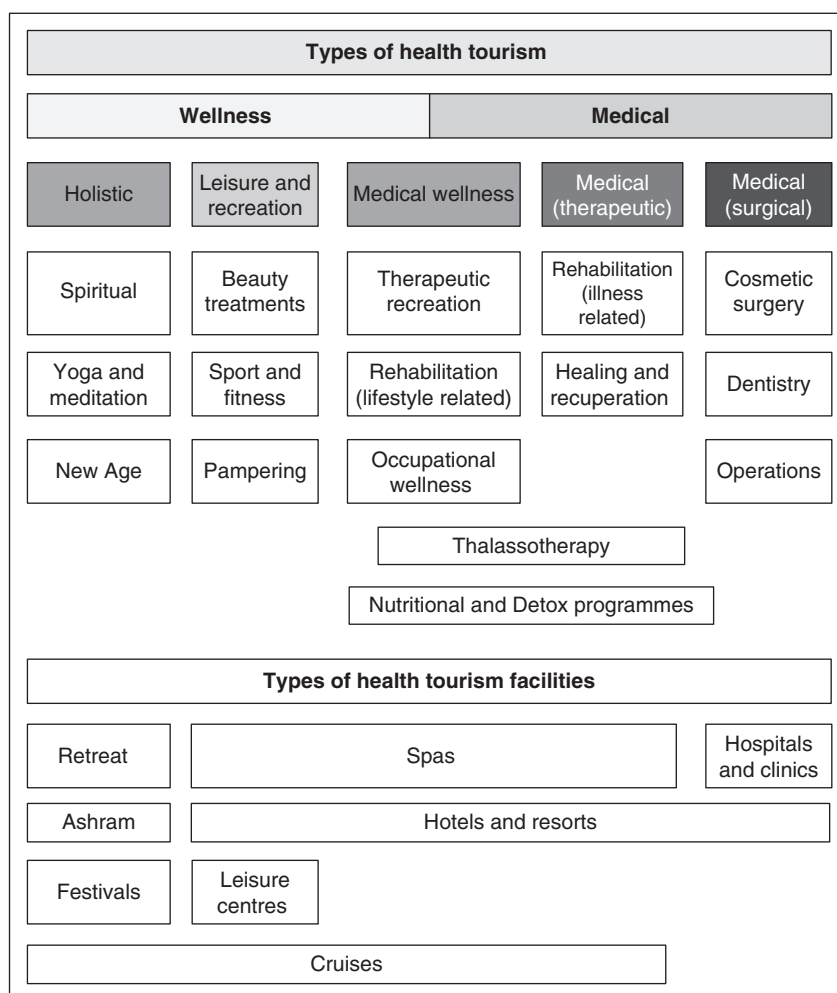 Types of health tourism
Wellness
Medical
Holistic
Leisure and
recreation
Medical wellness
Medical
(therapeutic)
Medical
(surgical)
Spiritual
Beauty
treatments
Therapeutic
recreation
Rehabilitation
(illness
related)
Cosmetic
surgery
Yoga and
meditation
Sport and
fitness
Rehabilitation
(lifestyle related)
Healing and
recuperation
Dentistry
New Age
Pampering
Occupational
wellness
Operations
Thalassotherapy
Nutritional and Detox programmes
Types of health tourism facilities
Retreat
Spas
Hospitals
and clinics
Ashram
Hotels and resorts
Festivals
Leisure
centres
Cruises